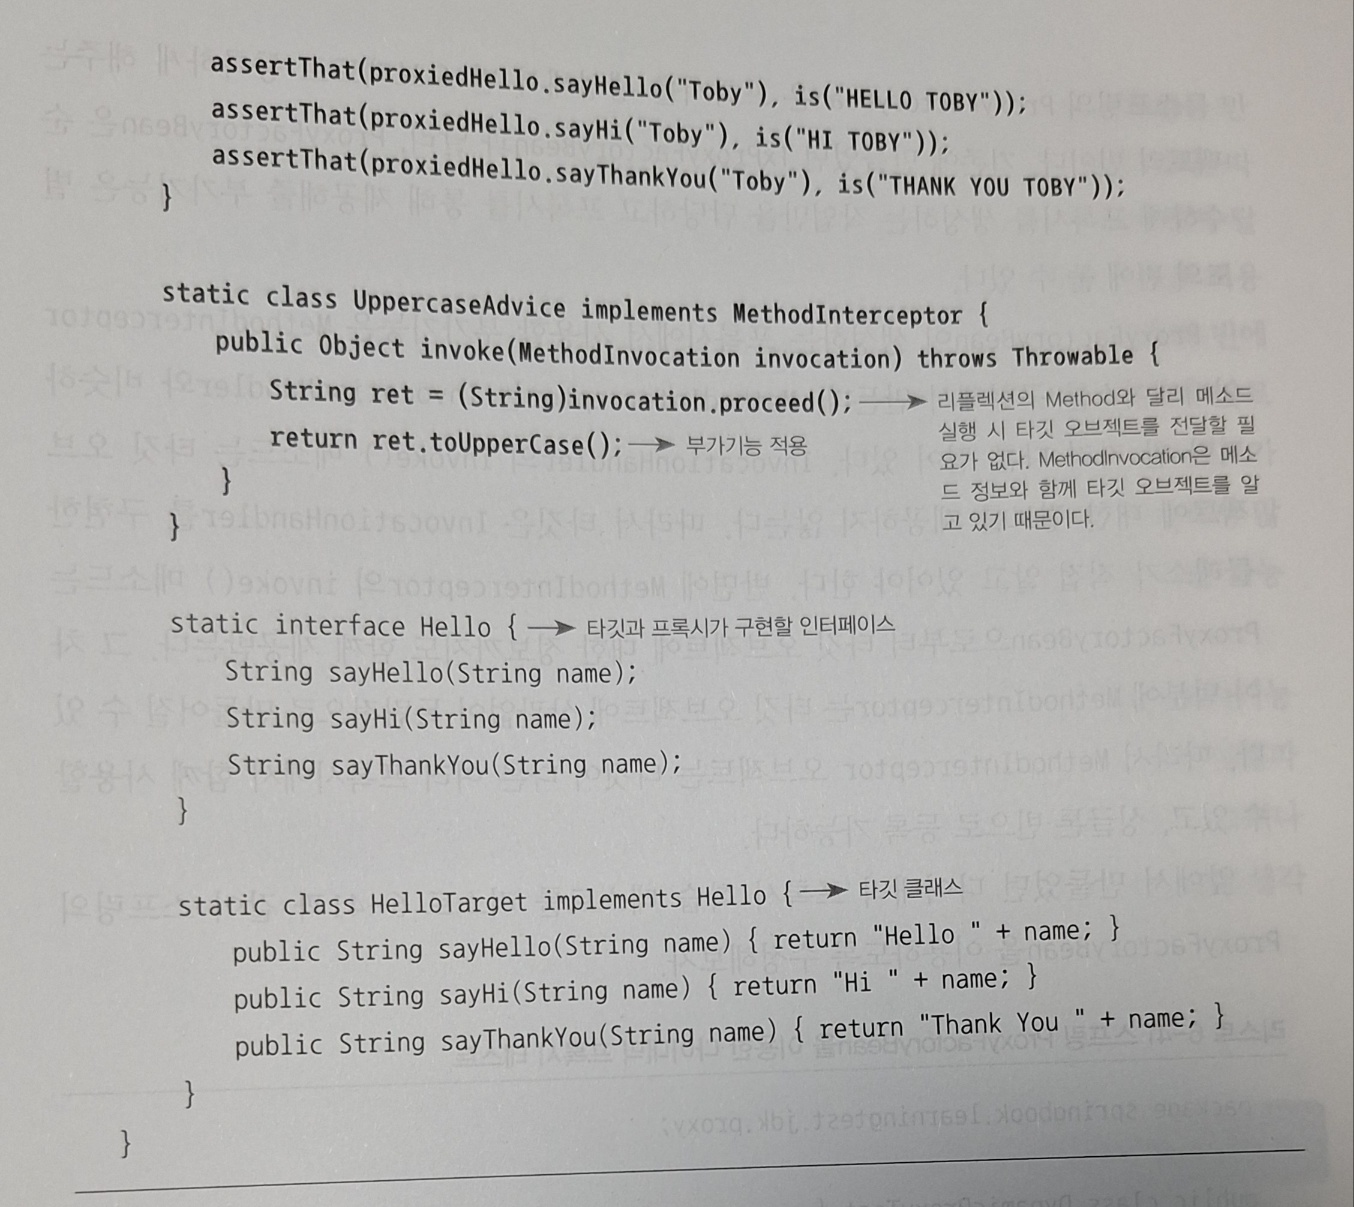 assertThat(proxiedHello.sayHello("Toby"), is("HELLO TOBY"));
assertThat(proxiedHello.sayHi("Toby"), is("HI TOBY"));
assertThat(proxiedHello.sayThankYou("Toby"), is("THANK YOU TOBY"));
}
static class UppercaseAdvice implements MethodInterceptor {
public Object invoke(MethodInvocation invocation) throws Throwable {
String ret = (String)invocation.proceed(); → 리플렉션의 Method와 달리 메소드
실행 시 타깃 오브젝트를 전달할 필
return ret.toUpperCase(); → 부가기능 적용
요가 없다. MethodInvocation은 메소
드 정보와 함께 타깃 오브젝트를 알
고 있기 때문이다.
}
}
static interface Hello { → 타깃과 프록시가 구현할 인터페이스
String sayHello(String name);
String sayHi(String name);
String sayThankYou(String name);
}
static class HelloTarget implements Hello { → 타깃 클래스
public String sayHello(String name) { return "Hello " + name; }
public String sayHi(String name) { return "Hi " + name; }
public String sayThankYou(String name) { return "Thank You " + name; }
}
}